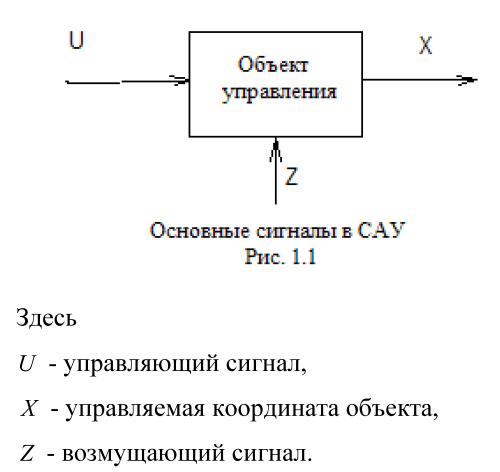 U
X
Объект
управления
Z
Основные сигналы в САУ
Рис. 1.1
Здесь
U - управляющий сигнал,
X - управляемая координата объекта,
Z - возмущающий сигнал.